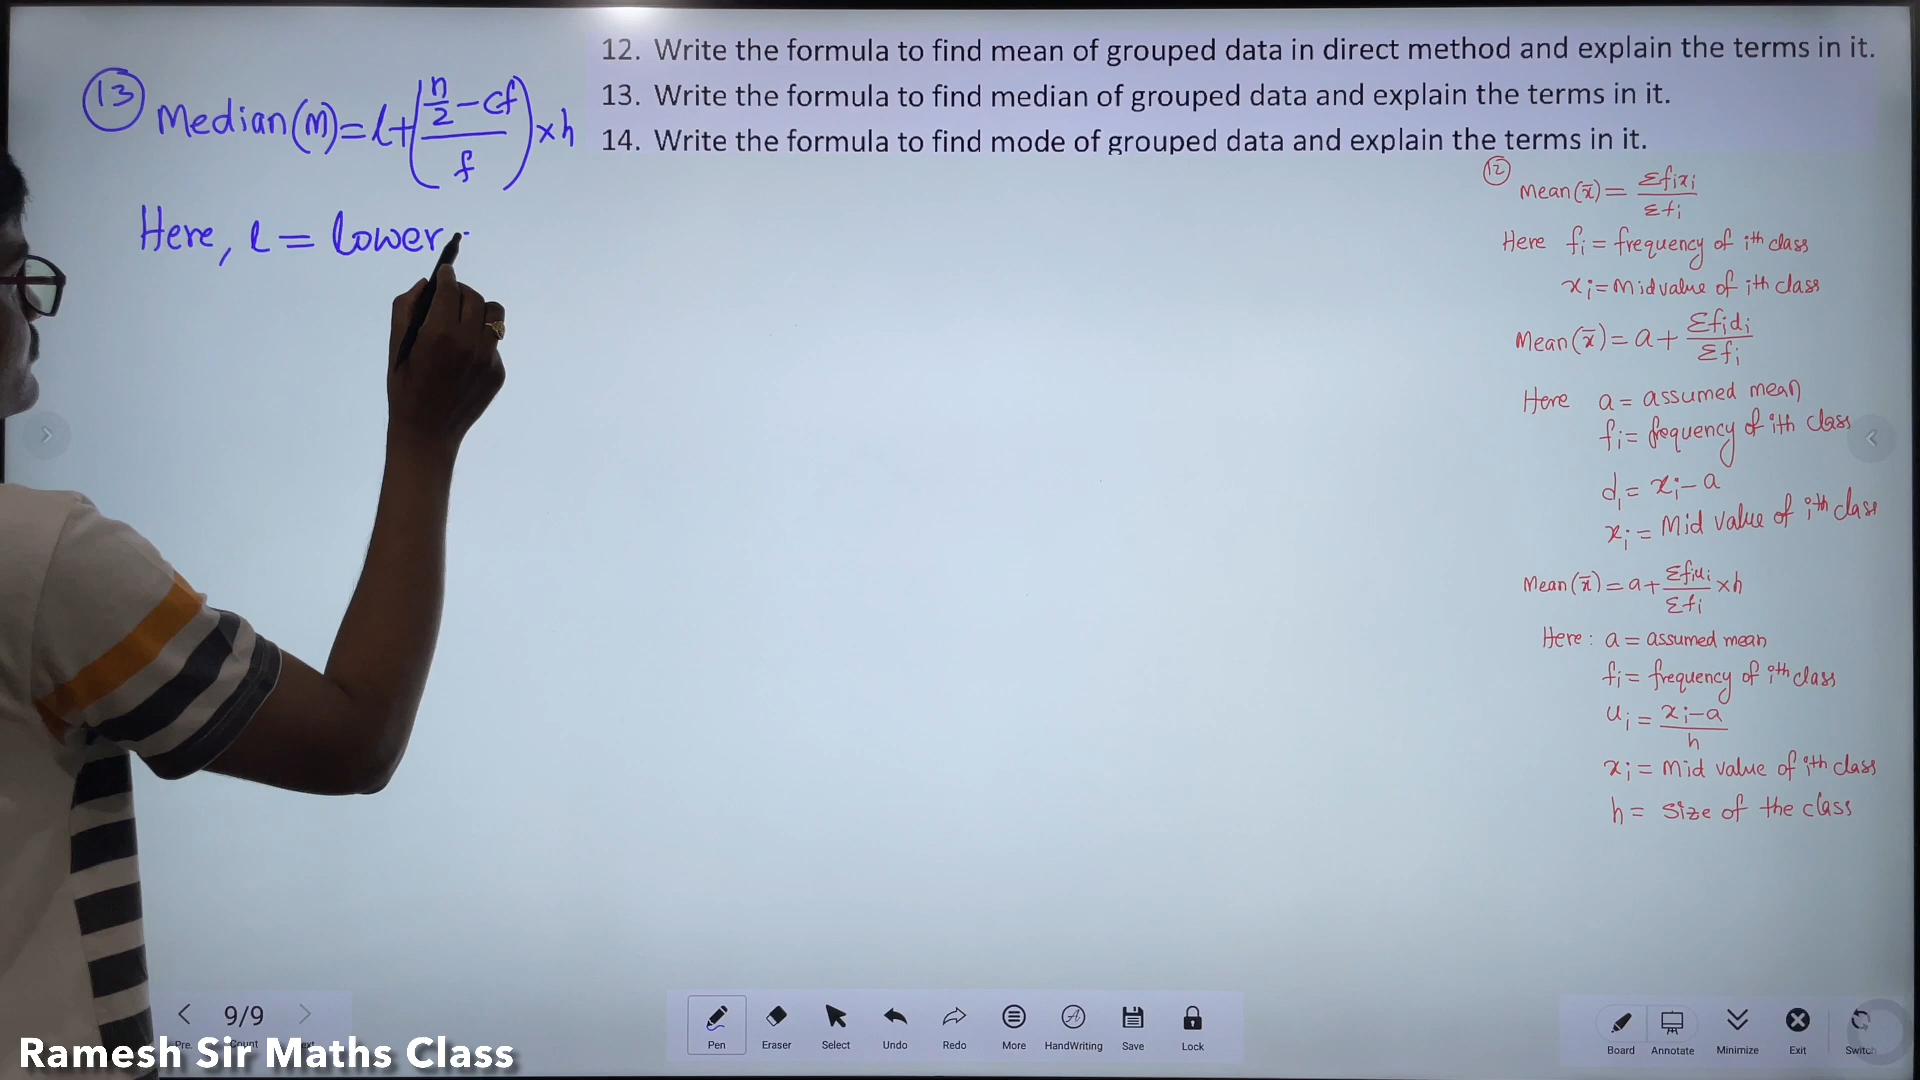 12. Write the formula to find mean of grouped data in direct method and explain the terms in it.
13. Write the formula to find median of grouped data and explain the terms in it.
14. Write the formula to find mode of grouped data and explain the terms in it.
13 Median(M) = l + ((n/2 - cf)/f) × h
Here, l = lower
12 Mean(x̄) = Σfixi/Σfi
Here fi = frequency of ith class
xi = Mid value of ith class
Mean(x̄) = a + Σfidi/Σfi
Here a = assumed mean
fi = frequency of ith class
di = xi - a
xi = Mid value of ith class
Mean(x̄) = a + Σfiui/Σfi × h
Here: a = assumed mean
fi = frequency of ith class
ui = xi - a/h
xi = Mid value of ith class
h = size of the class
< 9/9 >
Pre.
Pen Eraser Select Undo Redo More HandWriting Save Lock
Board Annotate Minimize Exit Switch
Ramesh Sir Maths Class